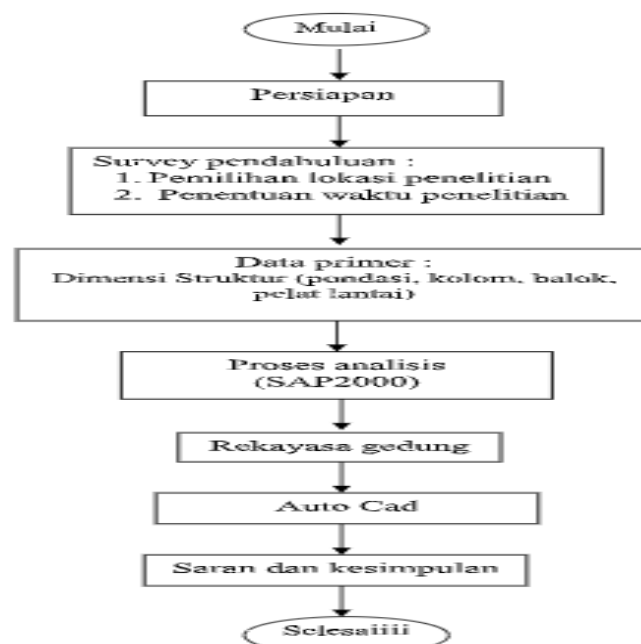 Mulai
Persiapan
Survey pendahuluan :
1. Pemilihan lokasi penelitian
2. Penentuan waktu penelitian
Data primer :
Dimensi Struktur (pondasi, kolom, balok,
pelat lantai)
Proses analisis
(SAP2000)
Rekayasa gedung
Auto Cad
Saran dan kesimpulan
Selesaiiii